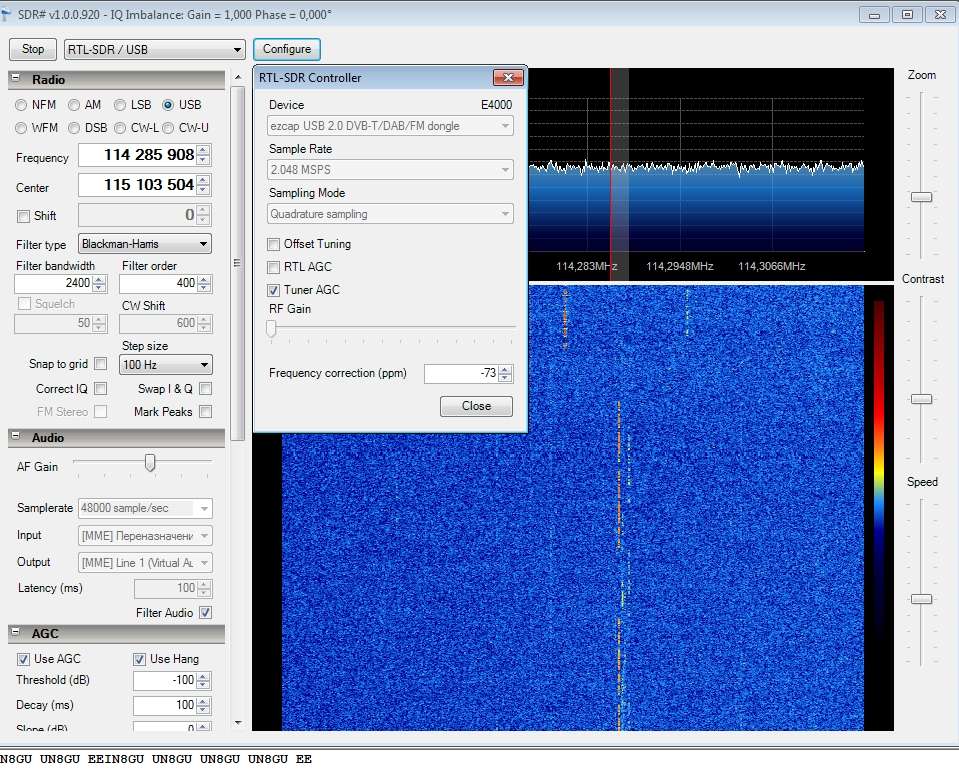 SDR# v1.0.0.920 - IQ Imbalance: Gain = 1,000 Phase = 0,000°
Stop
RTL-SDR / USB
Configure
Radio
NFM AM LSB USB
WFM DSB CW-L CW-U
Frequency 114 285 908
Center 115 103 504
Shift 0
Filter type Blackman-Harris
Filter bandwidth Filter order
2400 400
Squelch CW Shift
50 600
Step size
Snap to grid 100 Hz
Correct IQ Swap I & Q
FM Stereo Mark Peaks
Audio
AF Gain
Samplerate 48000 sample/sec
Input [MME] Переназначени
Output [MME] Line 1 (Virtual Au
Latency (ms) 100
Filter Audio
AGC
Use AGC Use Hang
Threshold (dB) -100
Decay (ms) 100
Slope (dB) 0
RTL-SDR Controller
Device E4000
ezcap USB 2.0 DVB-T/DAB/FM dongle
Sample Rate
2.048 MSPS
Sampling Mode
Quadrature sampling
Offset Tuning
RTL AGC
Tuner AGC
RF Gain
Frequency correction (ppm) -73
Close
114,283MHz 114,2948MHz 114,3066MHz
Zoom
Contrast
Speed
N8GU UN8GU EEIN8GU UN8GU UN8GU UN8GU EE